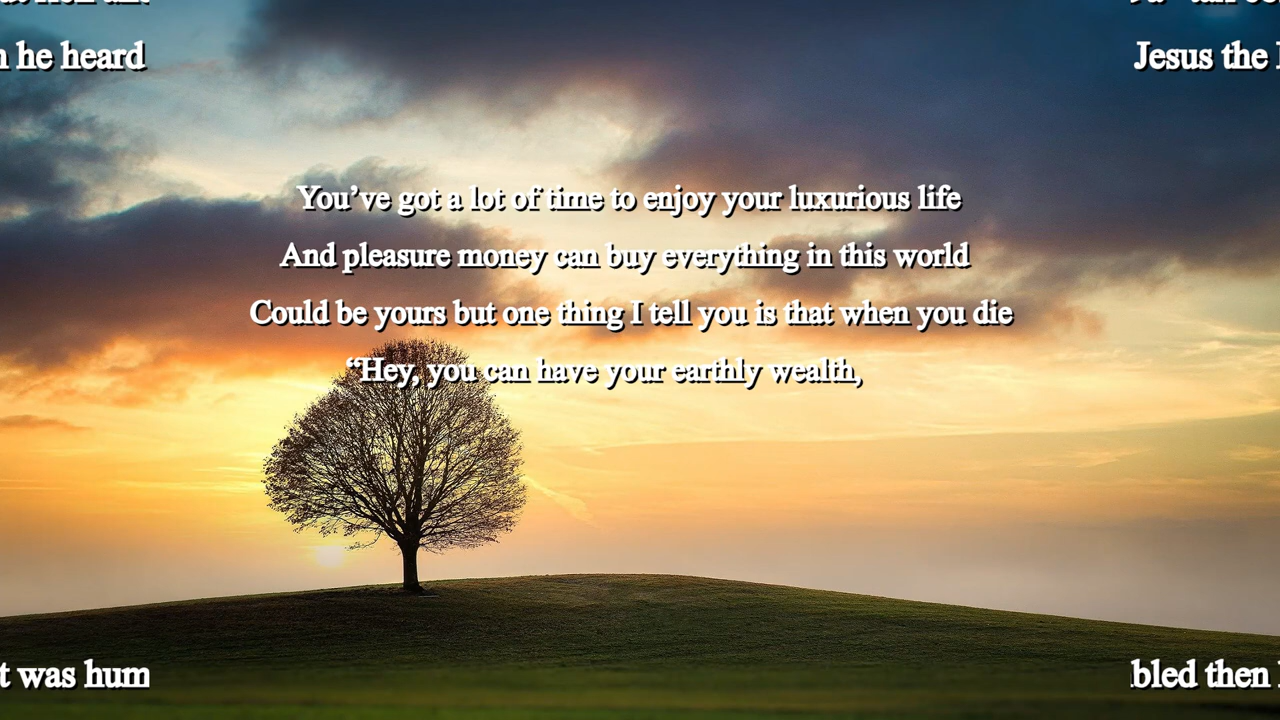 he heard
Jesus the
You’ve got a lot of time to enjoy your luxurious life
And pleasure money can buy everything in this world
Could be yours but one thing I tell you is that when you die
“Hey, you can have your earthly wealth,
t was hum
bled then